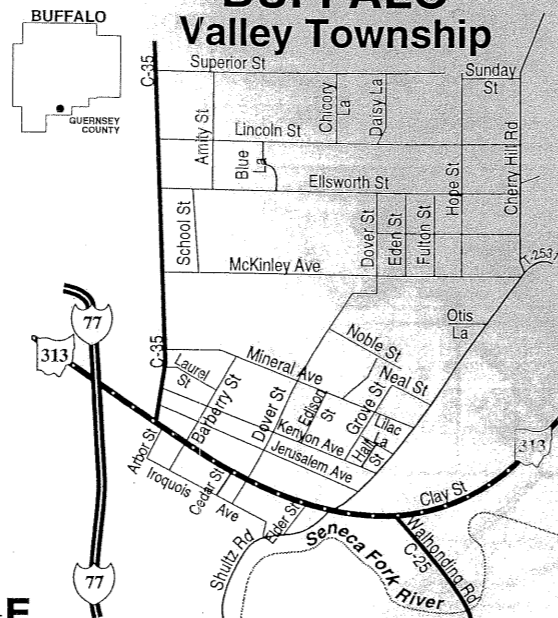 BUFFALO
BUFFALO
Valley Township
GUERNSEY
COUNTY
C-35
Superior St
Sunday
St
Chicory
La
Daisy La
Amity St
Lincoln St
Blue
La
Cherry Hill Rd
Hope St
Ellsworth St
School St
Dover St
Eden St
Fulton St
McKinley Ave
T-253
77
Otis
La
313
C-35
Noble St
Laurel
St
Mineral Ave
Neal St
Barberry St
Dover St
Edison
St
Grove St
Lilac
La
Kenyon Ave
Hall
St
Jerusalem Ave
Arbor St
313
Iroquois
Ave
Cedar St
Clay St
Elder St
Shultz Rd
Seneca Fork
River
Walhonding Rd
C-25
77